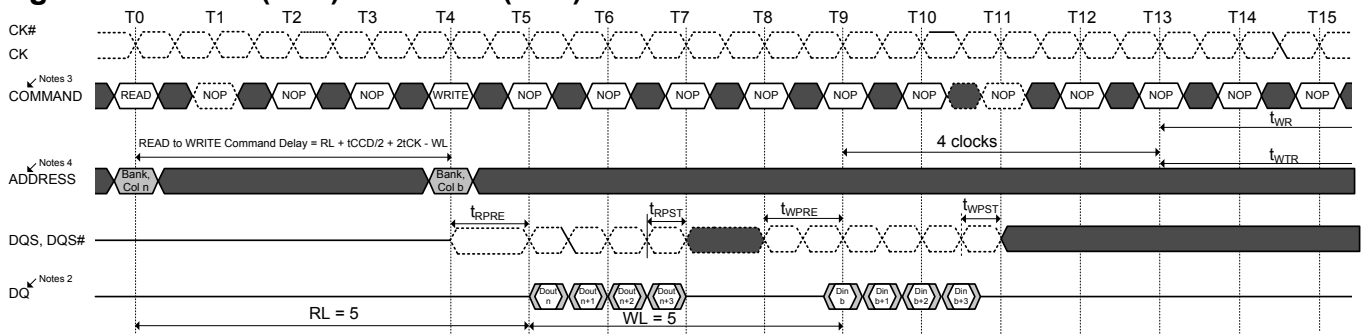 T0 T1 T2 T3 T4 T5 T6 T7 T8 T9 T10 T11 T12 T13 T14 T15
CK#
CK
Notes 3
COMMAND READ NOP NOP NOP WRITE NOP NOP NOP NOP NOP NOP NOP NOP NOP NOP NOP
tWR
READ to WRITE Command Delay = RL + tCCD/2 + 2tCK - WL
4 clocks
Notes 4
tWTR
ADDRESS Bank, Col n Bank, Col b
tRPRE tRPST tWPRE tWPST
DQS, DQS#
Notes 2
DQ Dout n Dout n+1 Dout n+2 Dout n+3 Din b Din b+1 Din b+2 Din b+3
RL = 5 WL = 5